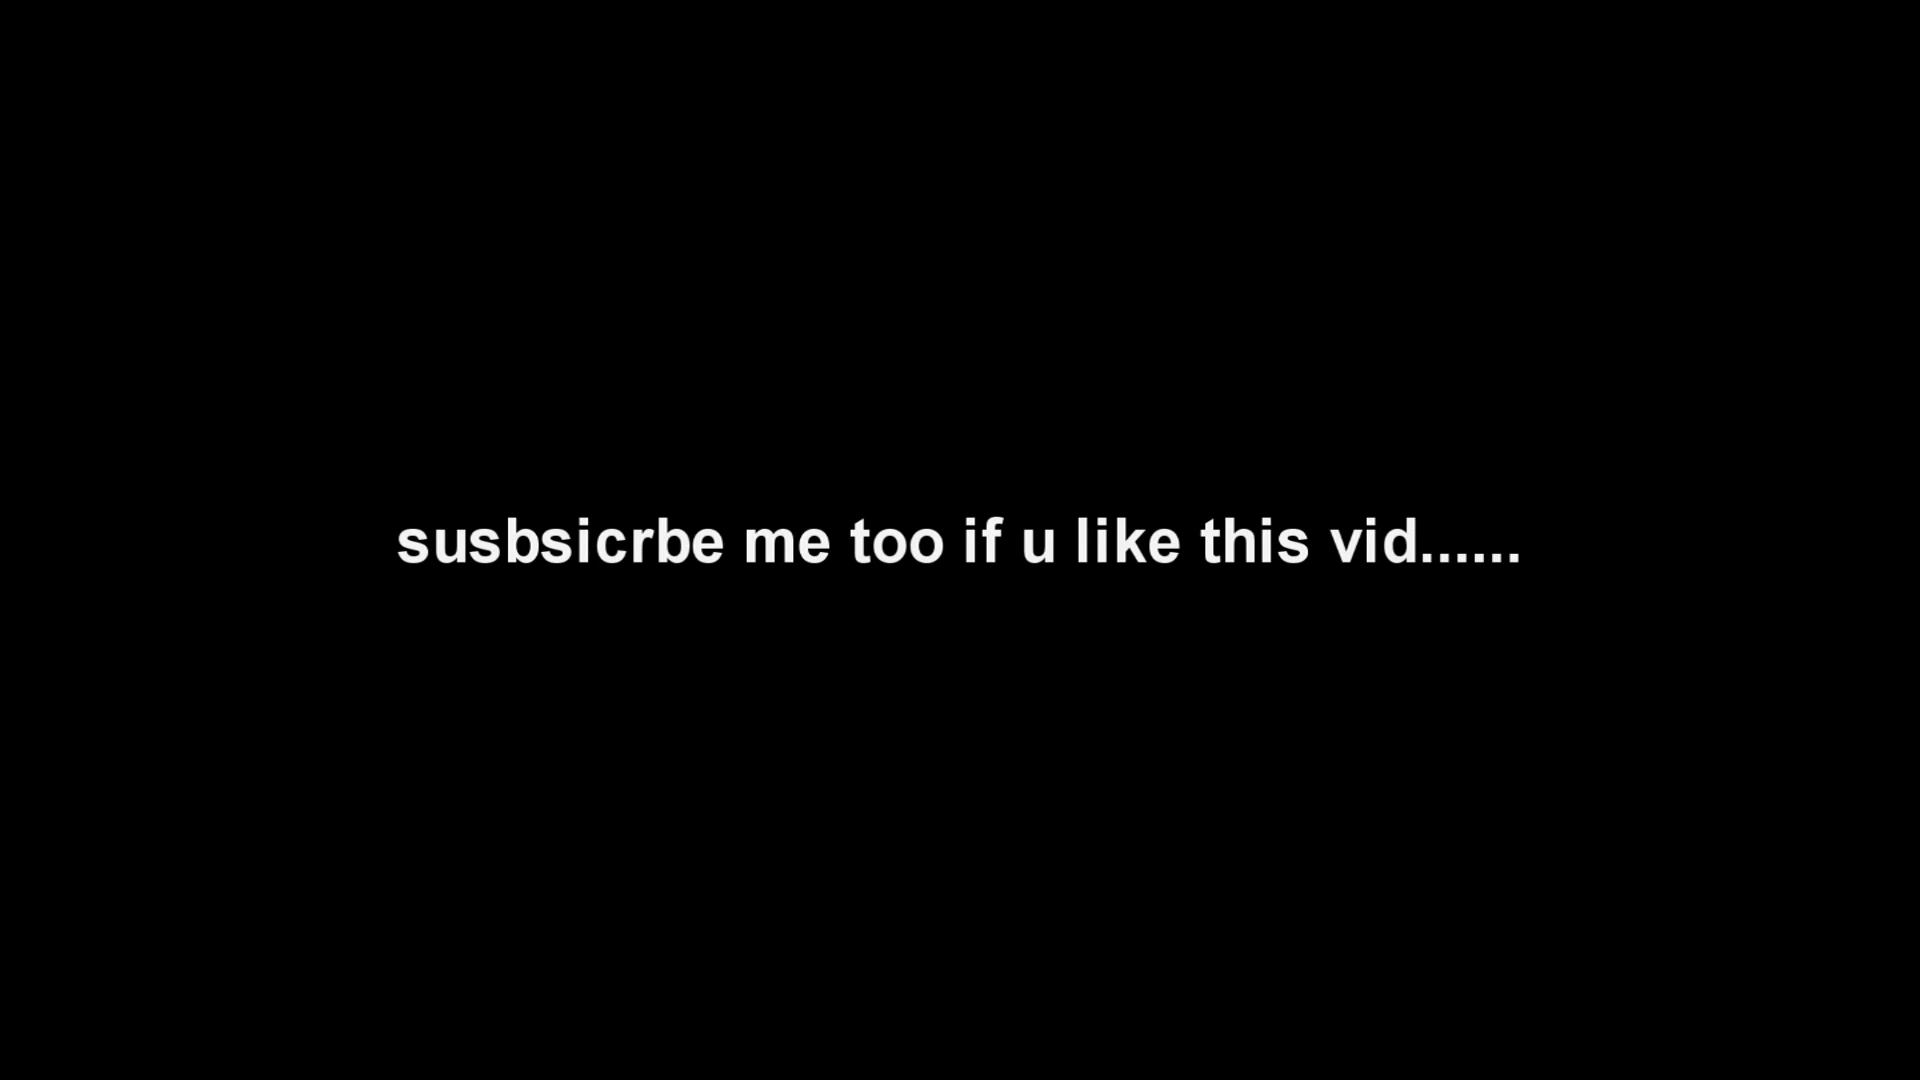 susbsicrbe me too if u like this vid......